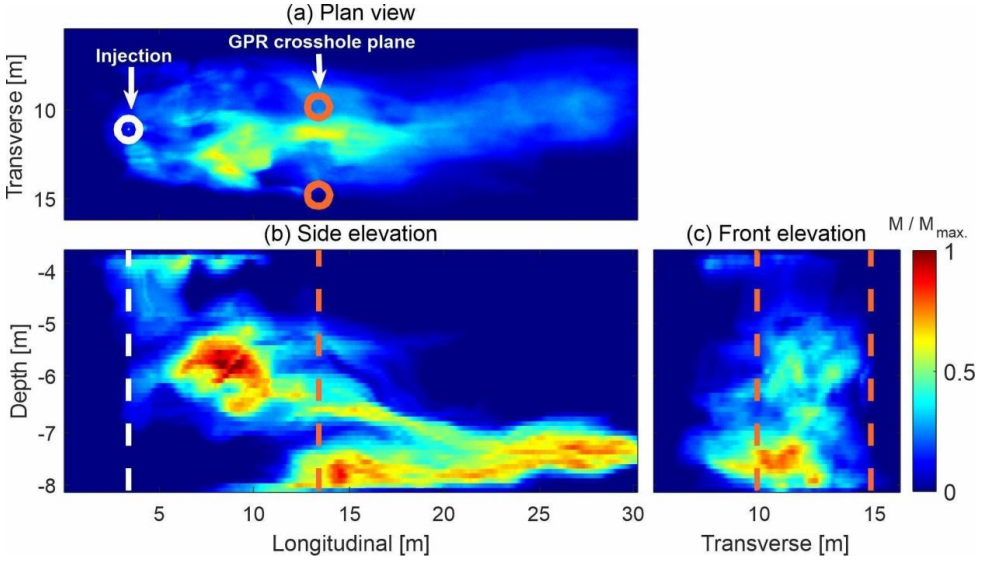 (a) Plan view
GPR crosshole plane
Injection
Transverse [m]
10
15
(b) Side elevation
(c) Front elevation
M / M max.
Depth [m]
-4
-5
-6
-7
-8
1
0.5
0
5
10
15
20
25
30
10
15
Longitudinal [m]
Transverse [m]